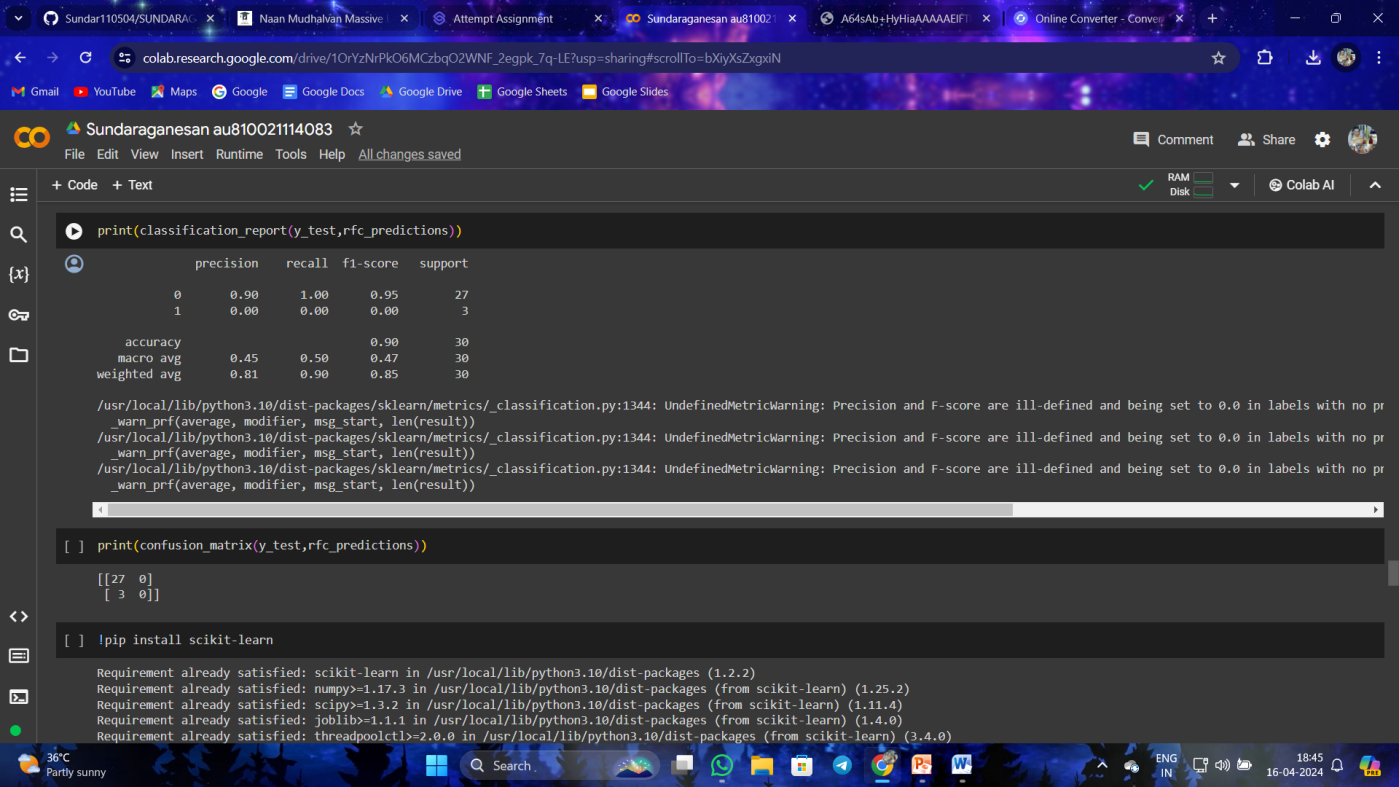 Sundar110504/SUNDARAG
Naan Mudhalvan Massive
Attempt Assignment
Sundaraganesan au810021
A64sAb+HyHiaAAAAAElFT
Online Converter - Conver
colab.research.google.com/drive/1OrYzNrPkO6MCzbqO2WNF_2egpk_7q-LE?usp=sharing#scrollTo=bXiyXsZxgxiN
Gmail YouTube Maps Google Google Docs Google Drive Google Sheets Google Slides
Sundaraganesan au810021114083
Comment Share
File Edit View Insert Runtime Tools Help All changes saved
+ Code + Text
RAM
Disk
Colab AI
print(classification_report(y_test,rfc_predictions))
precision recall f1-score support
0 0.90 1.00 0.95 27
1 0.00 0.00 0.00 3
accuracy 0.90 30
macro avg 0.45 0.50 0.47 30
weighted avg 0.81 0.90 0.85 30
/usr/local/lib/python3.10/dist-packages/sklearn/metrics/_classification.py:1344: UndefinedMetricWarning: Precision and F-score are ill-defined and being set to 0.0 in labels with no pr
_warn_prf(average, modifier, msg_start, len(result))
/usr/local/lib/python3.10/dist-packages/sklearn/metrics/_classification.py:1344: UndefinedMetricWarning: Precision and F-score are ill-defined and being set to 0.0 in labels with no pr
_warn_prf(average, modifier, msg_start, len(result))
/usr/local/lib/python3.10/dist-packages/sklearn/metrics/_classification.py:1344: UndefinedMetricWarning: Precision and F-score are ill-defined and being set to 0.0 in labels with no pr
_warn_prf(average, modifier, msg_start, len(result))
[ ] print(confusion_matrix(y_test,rfc_predictions))
[[27 0]
[ 3 0]]
[ ] !pip install scikit-learn
Requirement already satisfied: scikit-learn in /usr/local/lib/python3.10/dist-packages (1.2.2)
Requirement already satisfied: numpy>=1.17.3 in /usr/local/lib/python3.10/dist-packages (from scikit-learn) (1.25.2)
Requirement already satisfied: scipy>=1.3.2 in /usr/local/lib/python3.10/dist-packages (from scikit-learn) (1.11.4)
Requirement already satisfied: joblib>=1.1.1 in /usr/local/lib/python3.10/dist-packages (from scikit-learn) (1.4.0)
Requirement already satisfied: threadpoolctl>=2.0.0 in /usr/local/lib/python3.10/dist-packages (from scikit-learn) (3.4.0)
36°C
Partly sunny
Search
ENG
IN
18:45
16-04-2024